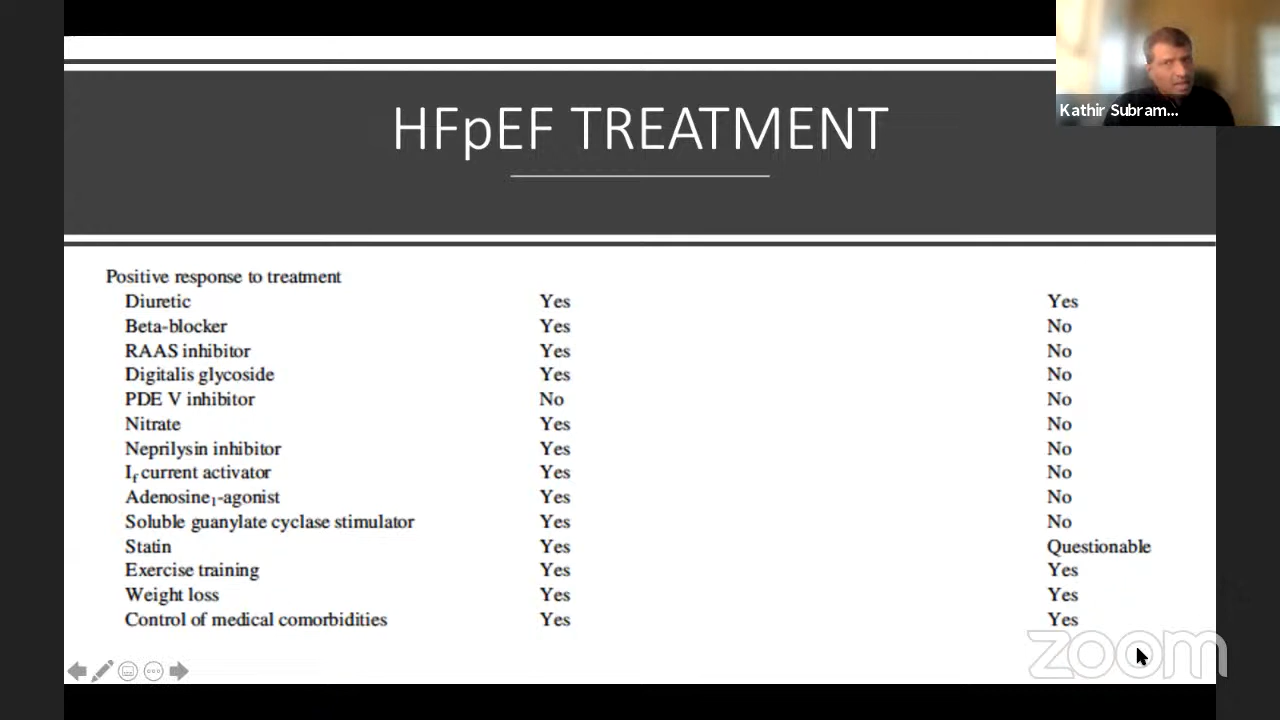 HFpEF TREATMENT
Kathir Subram...
Positive response to treatment
Diuretic Yes Yes
Beta-blocker Yes No
RAAS inhibitor Yes No
Digitalis glycoside Yes No
PDE V inhibitor No No
Nitrate Yes No
Neprilysin inhibitor Yes No
If current activator Yes No
Adenosine1-agonist Yes No
Soluble guanylate cyclase stimulator Yes No
Statin Yes Questionable
Exercise training Yes Yes
Weight loss Yes Yes
Control of medical comorbidities Yes Yes
zoom